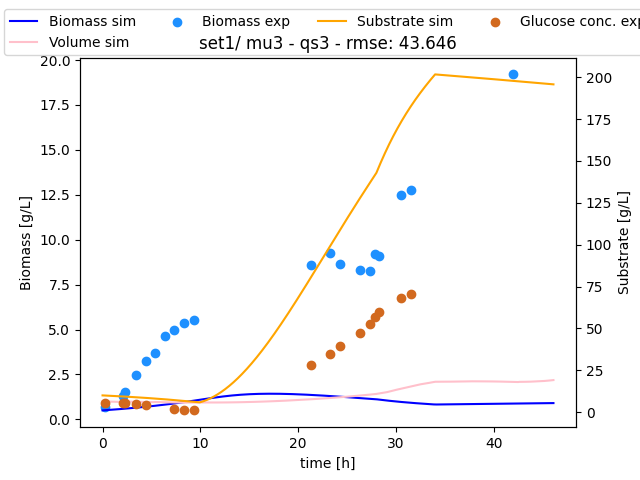 Biomass sim Biomass exp Substrate sim Glucose conc. exp
Volume sim
set1/ mu3 - qs3 - rmse: 43.646
20.0
17.5
15.0
12.5
10.0
7.5
5.0
2.5
0.0
Biomass [g/L]
200
175
150
125
100
75
50
25
0
Substrate [g/L]
0 10 20 30 40
time [h]